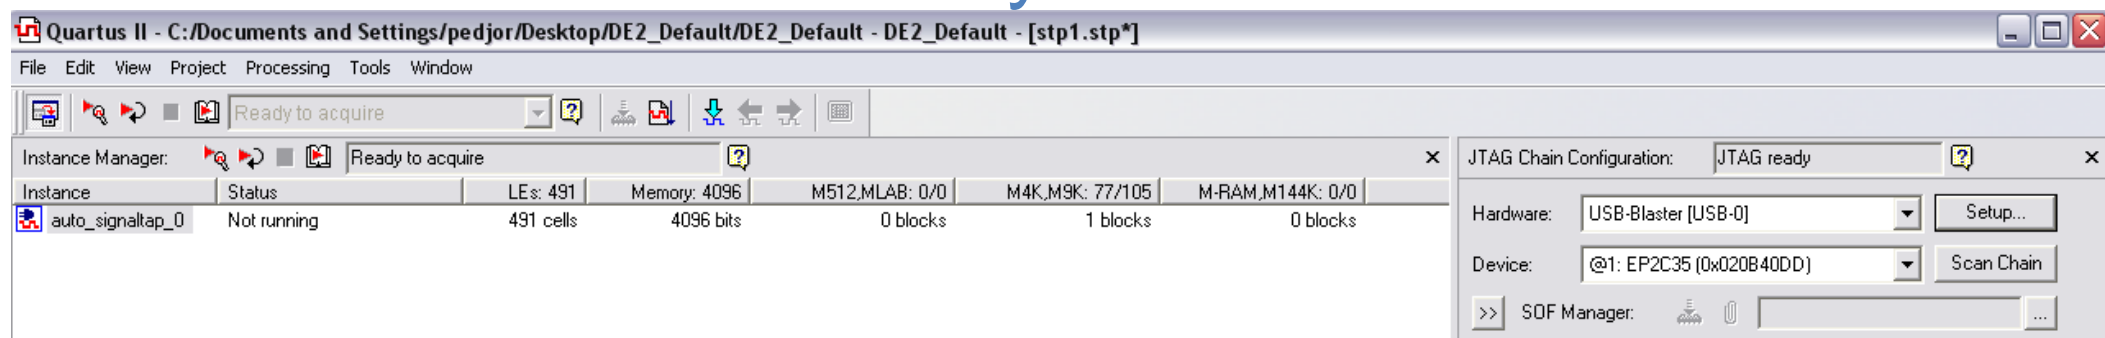 Quartus II - C:/Documents and Settings/pedjor/Desktop/DE2_Default/DE2_Default - DE2_Default - [stp1.stp*]
File Edit View Project Processing Tools Window
Ready to acquire
Instance Manager: Ready to acquire
Instance Status LEs: 491 Memory: 4096 M512,MLAB: 0/0 M4K,M9K: 77/105 M-RAM,M144K: 0/0
auto_signaltap_0 Not running 491 cells 4096 bits 0 blocks 1 blocks 0 blocks
JTAG Chain Configuration: JTAG ready
Hardware: USB-Blaster [USB-0] Setup...
Device: @1: EP2C35 (0x020B40DD) Scan Chain
>> SOF Manager: ...